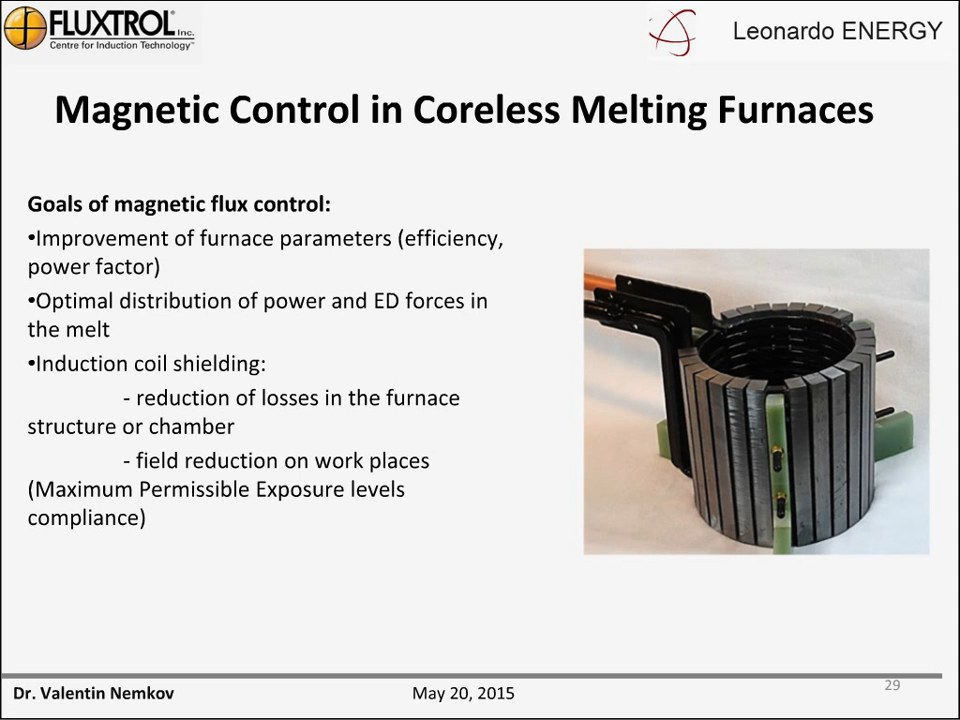 FLUXTROL® Inc.
Centre for Induction Technology™
Leonardo ENERGY
Magnetic Control in Coreless Melting Furnaces
Goals of magnetic flux control:
•Improvement of furnace parameters (efficiency,
power factor)
•Optimal distribution of power and ED forces in
the melt
•Induction coil shielding:
- reduction of losses in the furnace
structure or chamber
- field reduction on work places
(Maximum Permissible Exposure levels
compliance)
Dr. Valentin Nemkov
May 20, 2015
29